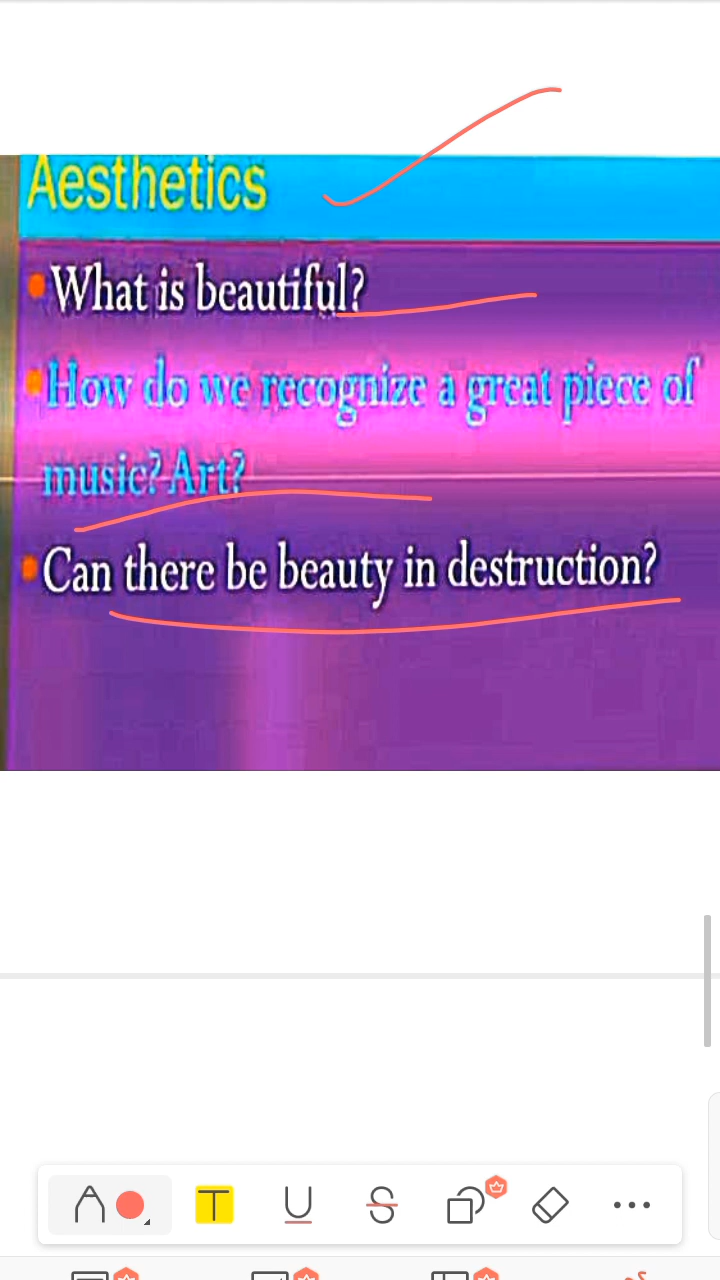 Aesthetics
What is beautiful?
How do we recognize a great piece of
music? Art?
Can there be beauty in destruction?